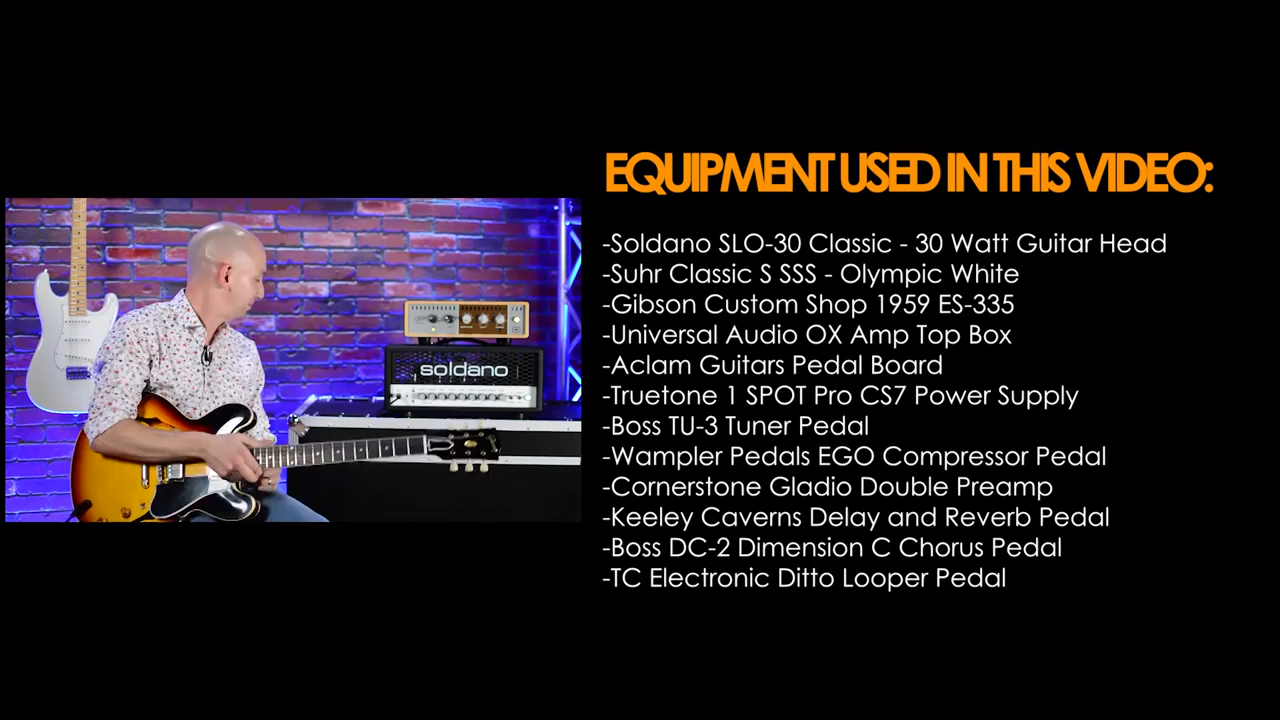 EQUIPMENT USED IN THIS VIDEO:
-Soldano SLO-30 Classic - 30 Watt Guitar Head
-Suhr Classic S SSS - Olympic White
-Gibson Custom Shop 1959 ES-335
-Universal Audio OX Amp Top Box
-Aclam Guitars Pedal Board
-Truetone 1 SPOT Pro CS7 Power Supply
-Boss TU-3 Tuner Pedal
-Wampler Pedals EGO Compressor Pedal
-Cornerstone Gladio Double Preamp
-Keeley Caverns Delay and Reverb Pedal
-Boss DC-2 Dimension C Chorus Pedal
-TC Electronic Ditto Looper Pedal
soldano